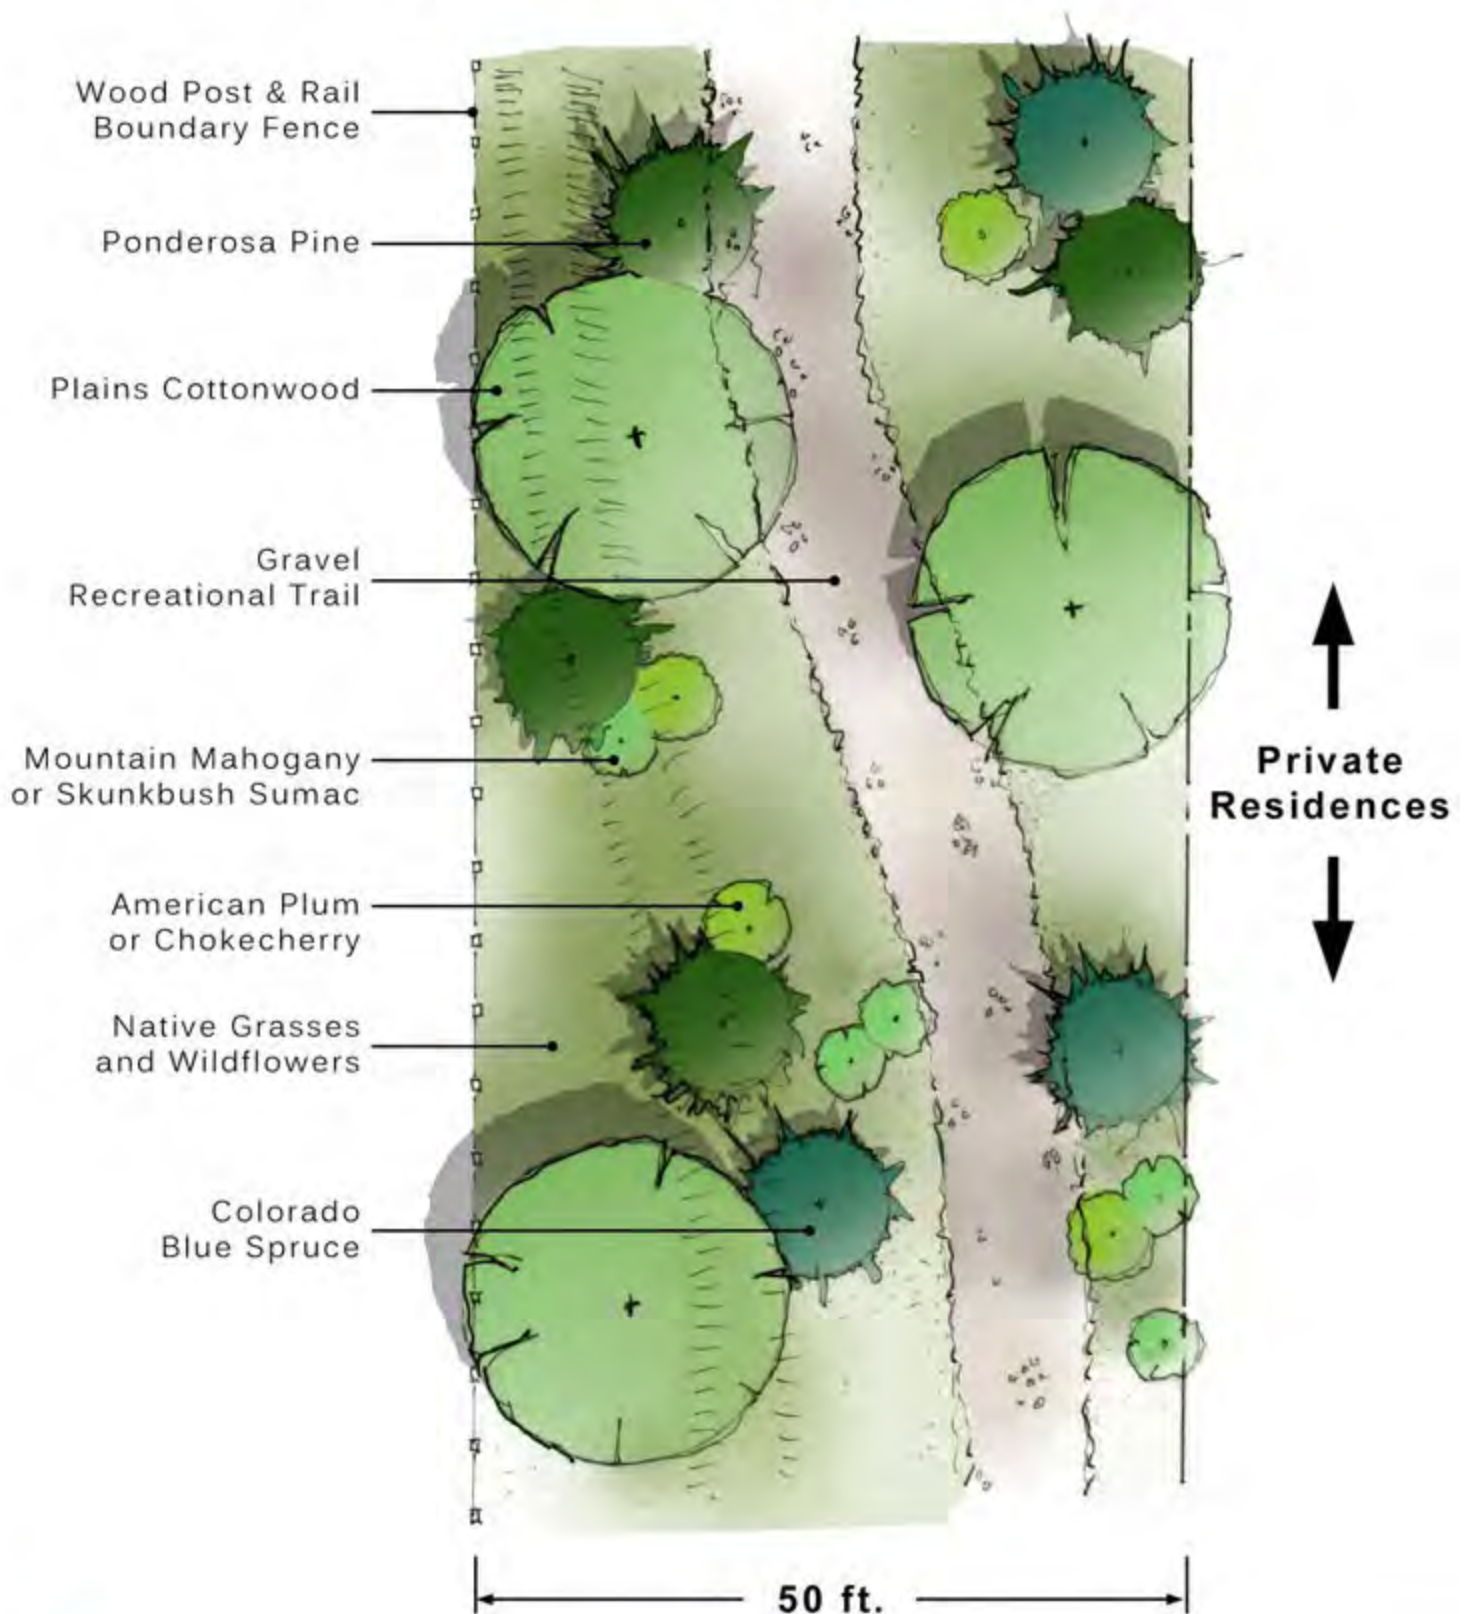 Wood Post & Rail
Boundary Fence
Ponderosa Pine
Plains Cottonwood
Gravel
Recreational Trail
Mountain Mahogany
or Skunkbush Sumac
Private
Residences
American Plum
or Chokecherry
Native Grasses
and Wildflowers
Colorado
Blue Spruce
50 ft.